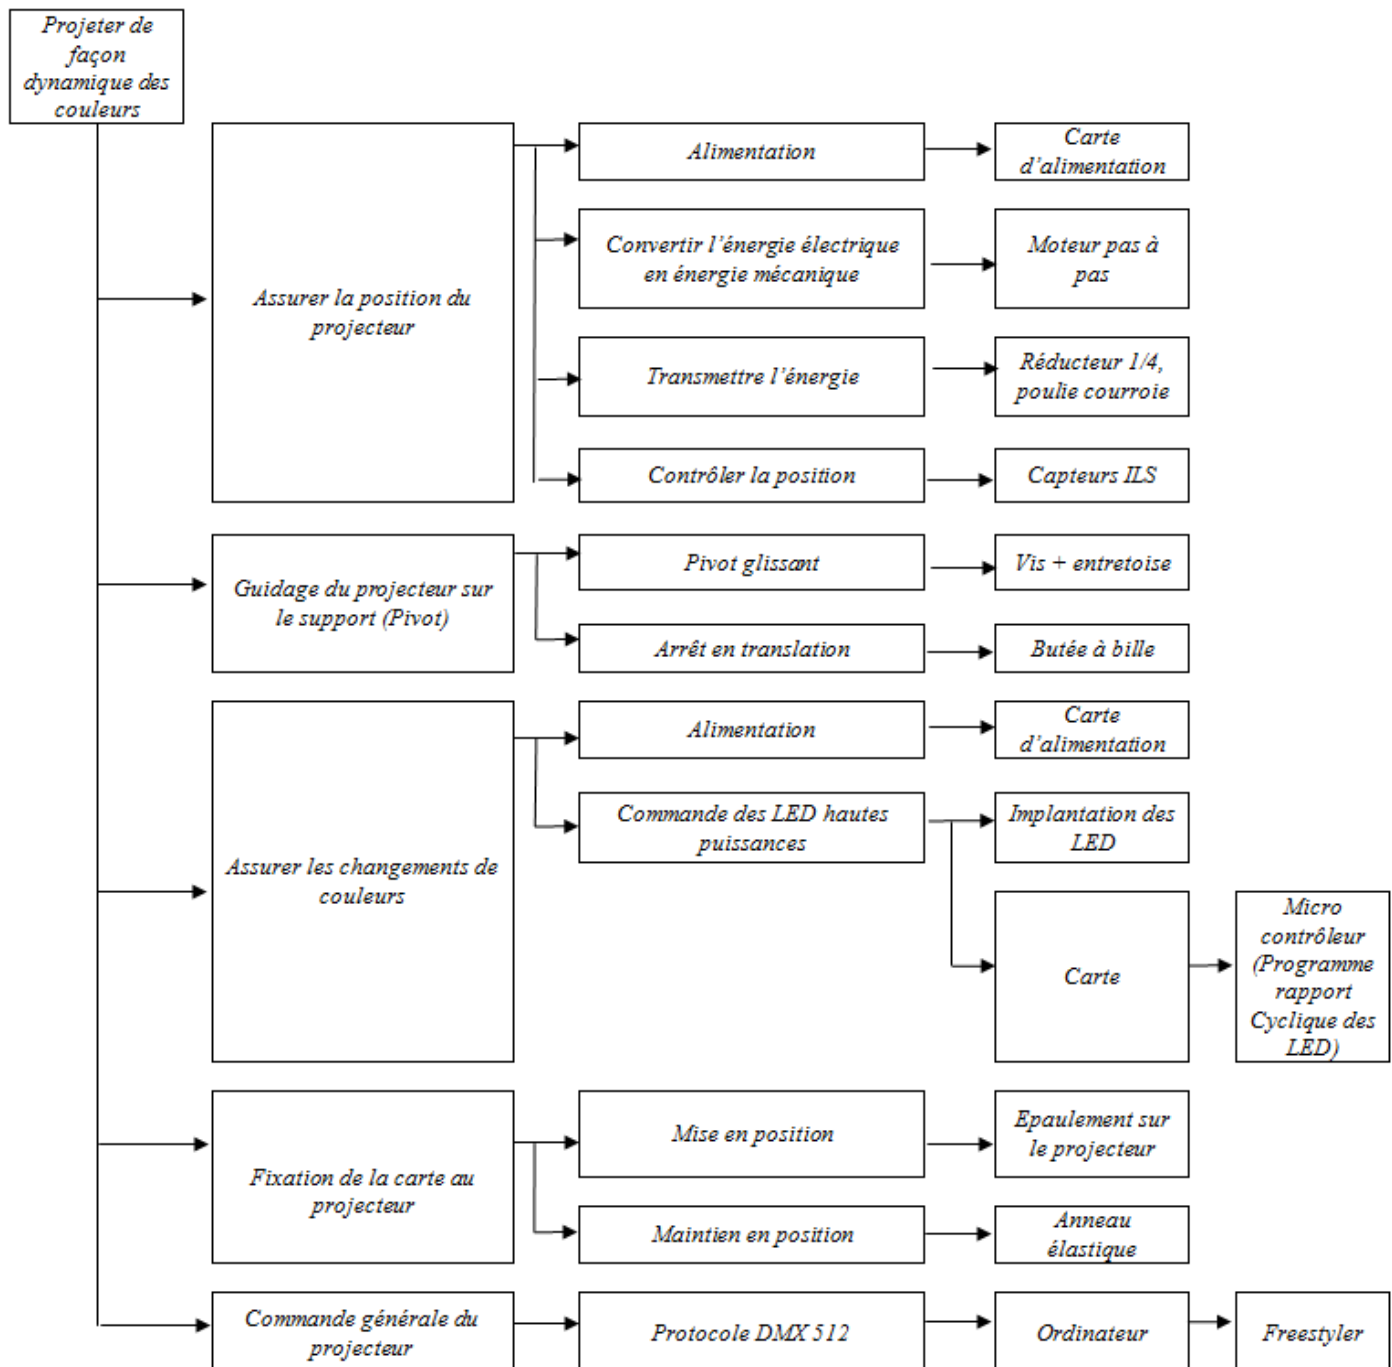 Projeter de
façon
dynamique des
couleurs
Assurer la position du
projecteur
Alimentation
Carte
d'alimentation
Convertir l'énergie électrique
en énergie mécanique
Moteur pas à
pas
Transmettre l'énergie
Réducteur 1/4,
poulie courroie
Contrôler la position
Capteurs ILS
Guidage du projecteur sur
le support (Pivot)
Pivot glissant
Vis + entretoise
Arrêt en translation
Butée à bille
Assurer les changements de
couleurs
Alimentation
Carte
d'alimentation
Commande des LED hautes
puissances
Implantation des
LED
Carte
Micro
contrôleur
(Programme
rapport
Cyclique des
LED)
Fixation de la carte au
projecteur
Mise en position
Epaulement sur
le projecteur
Maintien en position
Anneau
élastique
Commande générale du
projecteur
Protocole DMX 512
Ordinateur
Freestyler